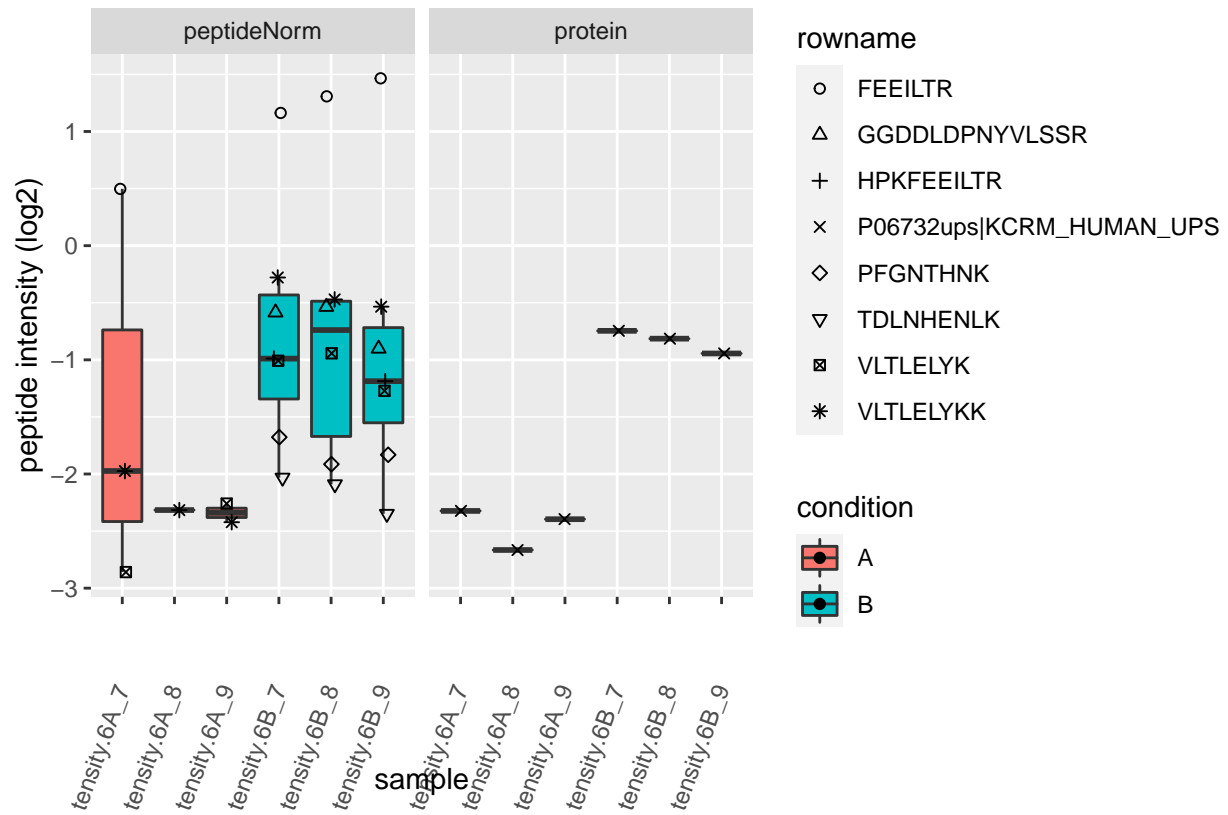 peptideNorm
protein
peptide intensity (log2)
1
0
−1
−2
−3
tensity.6A_7
tensity.6A_8
tensity.6A_9
tensity.6B_7
tensity.6B_8
tensity.6B_9
tensity.6A_7
tensity.6A_8
tensity.6A_9
tensity.6B_7
tensity.6B_8
tensity.6B_9
sample
rowname
FEEILTR
GGDDLDPNYVLSSR
HPKFEEILTR
P06732ups|KCRM_HUMAN_UPS
PFGNTHNK
TDLNHENLK
VLTLELYK
VLTLELYKK
condition
A
B